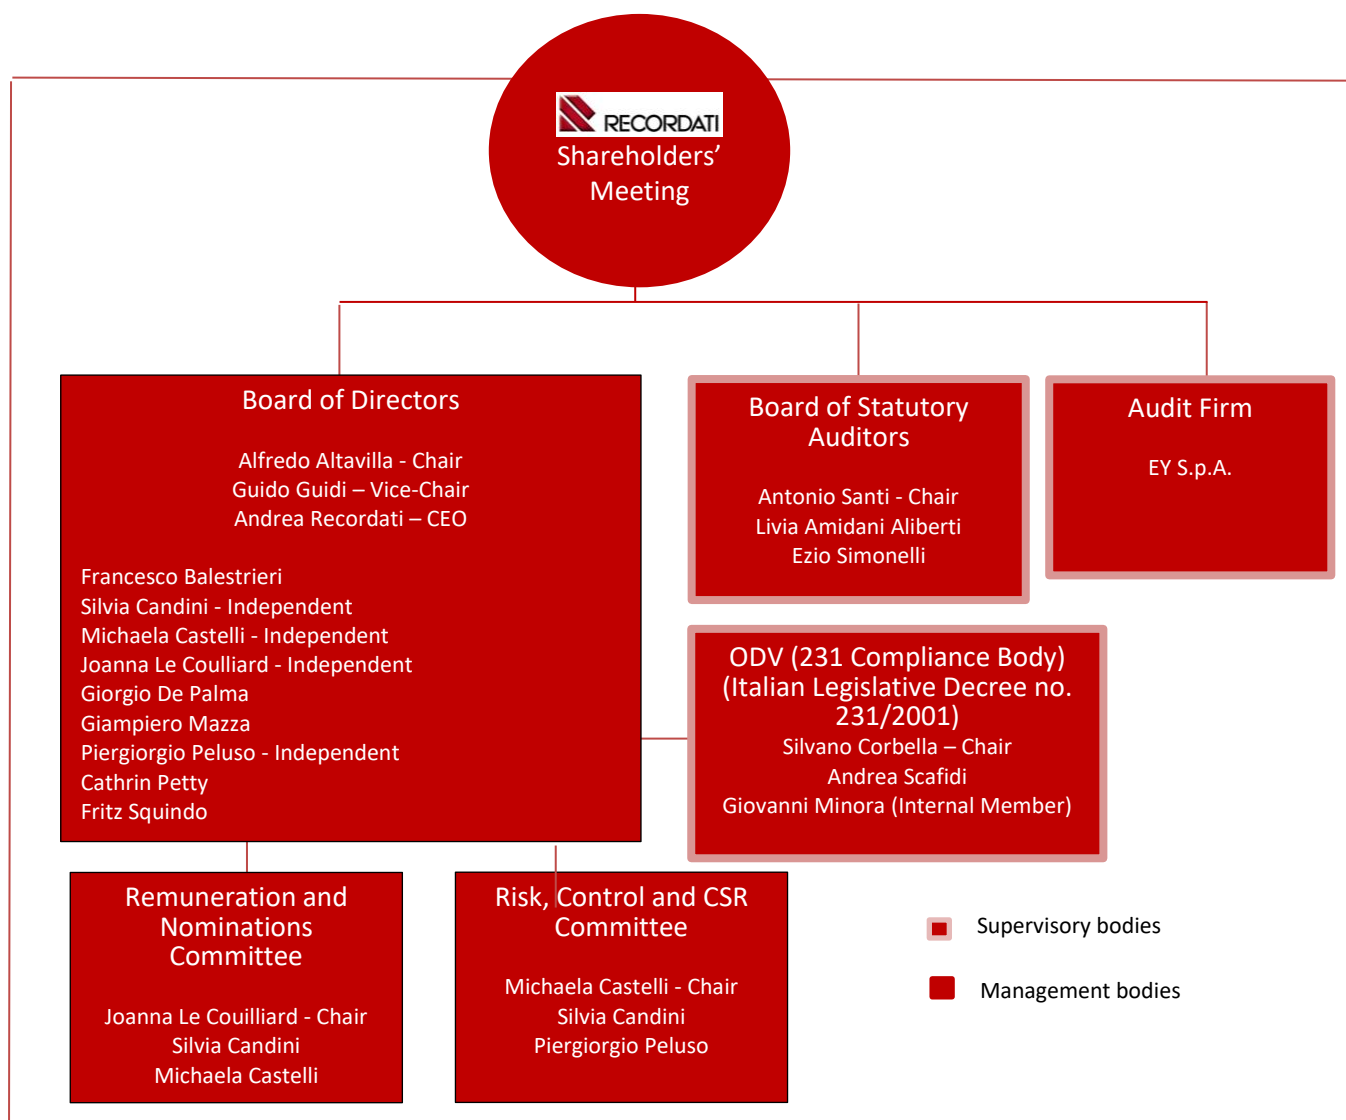 RECORDATI
Shareholders’
Meeting
Board of Directors
Alfredo Altavilla - Chair
Guido Guidi – Vice-Chair
Andrea Recordati – CEO
Francesco Balestrieri
Silvia Candini - Independent
Michaela Castelli - Independent
Joanna Le Coulliard - Independent
Giorgio De Palma
Giampiero Mazza
Piergiorgio Peluso - Independent
Cathrin Petty
Fritz Squindo
Board of Statutory
Auditors
Antonio Santi - Chair
Livia Amidani Aliberti
Ezio Simonelli
Audit Firm
EY S.p.A.
ODV (231 Compliance Body)
(Italian Legislative Decree no.
231/2001)
Silvano Corbella – Chair
Andrea Scafidi
Giovanni Minora (Internal Member)
Remuneration and
Nominations
Committee
Joanna Le Couilliard - Chair
Silvia Candini
Michaela Castelli
Risk, Control and CSR
Committee
Michaela Castelli - Chair
Silvia Candini
Piergiorgio Peluso
Supervisory bodies
Management bodies